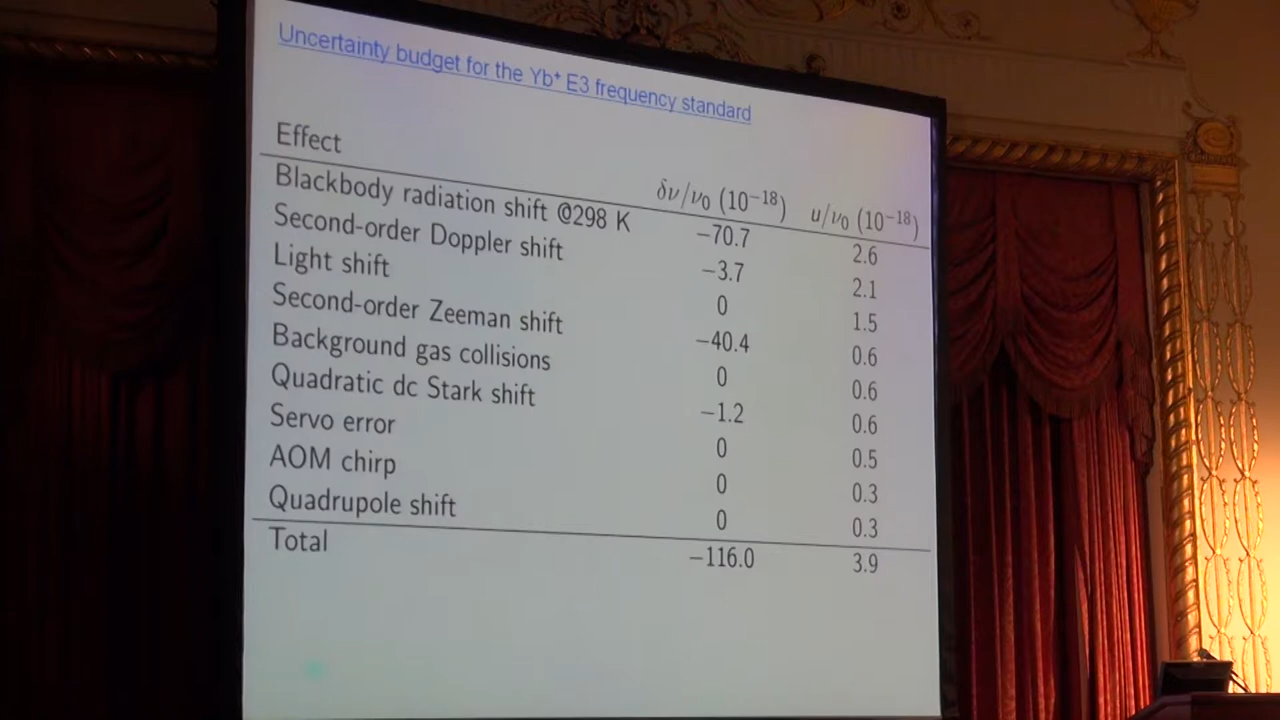 Uncertainty budget for the Yb⁺ E3 frequency standard
Effect δν/ν₀ (10⁻¹⁸) u/ν₀ (10⁻¹⁸)
Blackbody radiation shift @298 K −70.7 2.6
Second-order Doppler shift −3.7 2.1
Light shift 0 1.5
Second-order Zeeman shift −40.4 0.6
Background gas collisions 0 0.6
Quadratic dc Stark shift −1.2 0.6
Servo error 0 0.5
AOM chirp 0 0.3
Quadrupole shift 0 0.3
Total −116.0 3.9